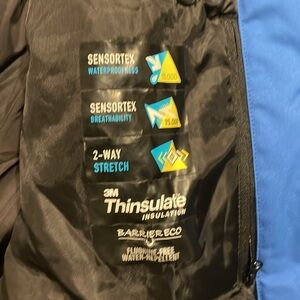 SENSORTEX
WATERPROOFNESS
SENSORTEX
BREATHABILITY
2-WAY
STRETCH
3M
Thinsulate
INSULATION
BARRIER ECO
FLUORINE-FREE
WATER-REPELLENT